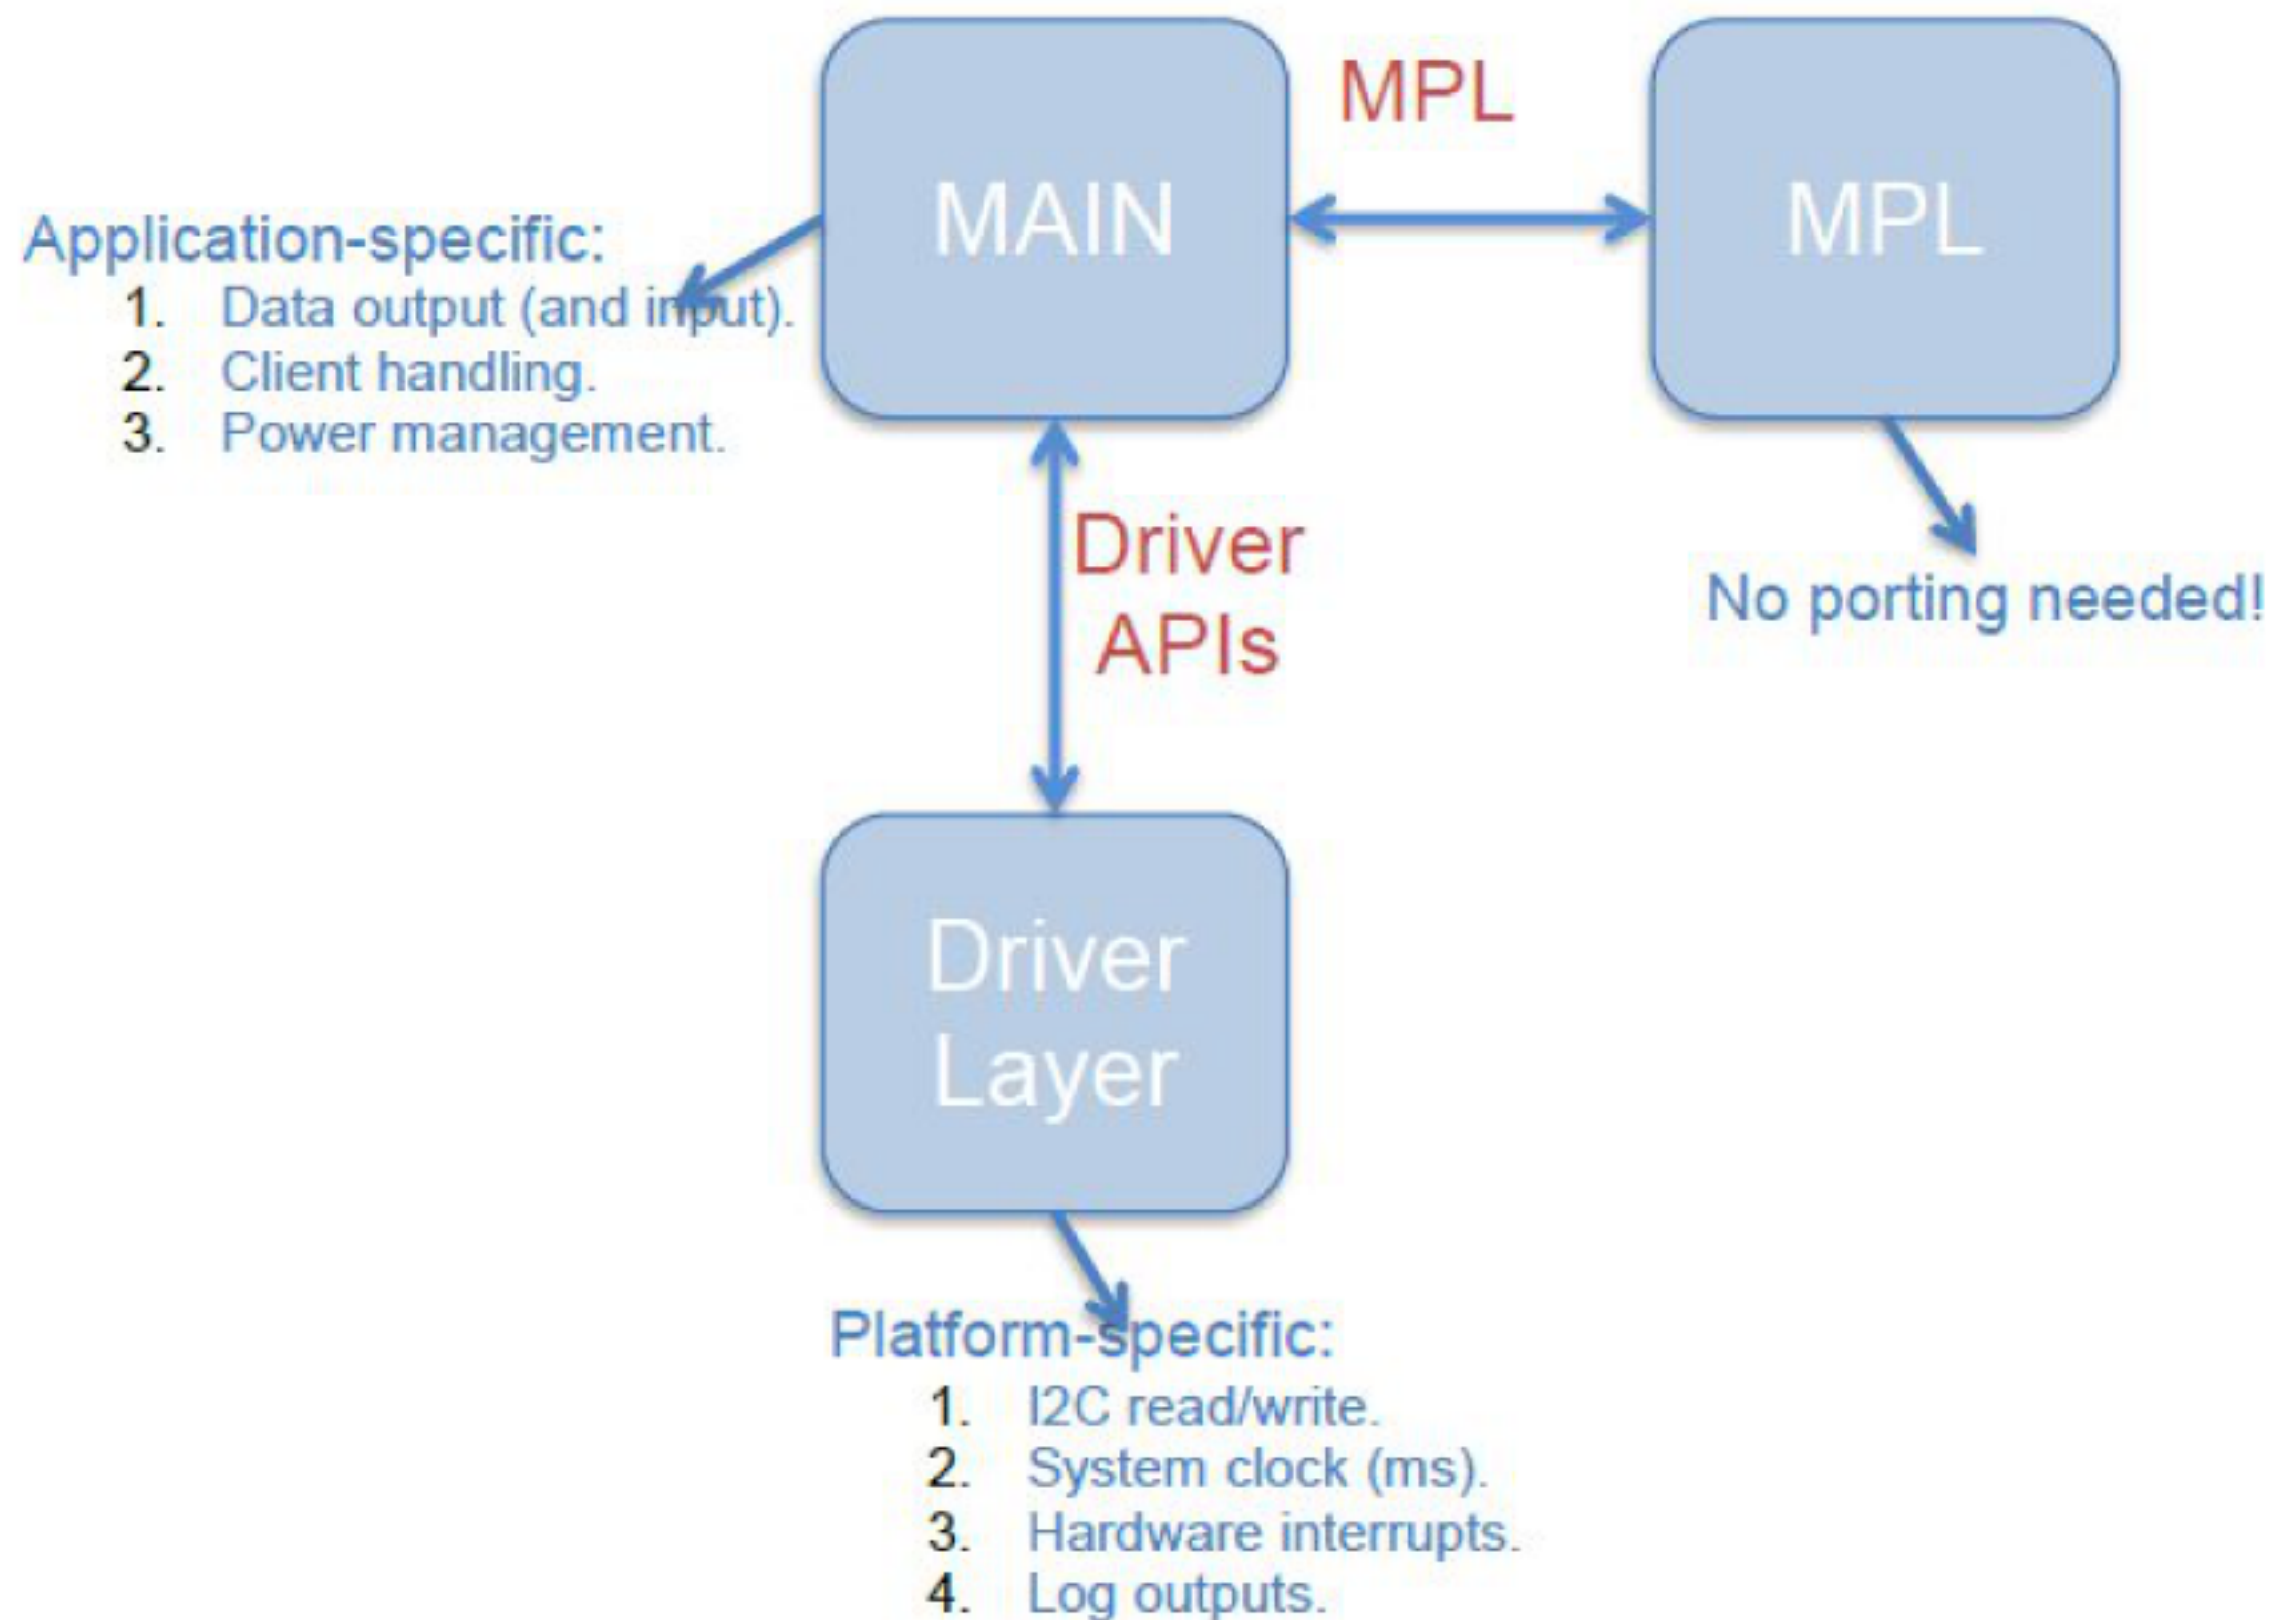 MAIN
MPL
MPL
Application-specific:
1. Data output (and input).
2. Client handling.
3. Power management.
Driver
APIs
No porting needed!
Driver
Layer
Platform-specific:
1. I2C read/write.
2. System clock (ms).
3. Hardware interrupts.
4. Log outputs.